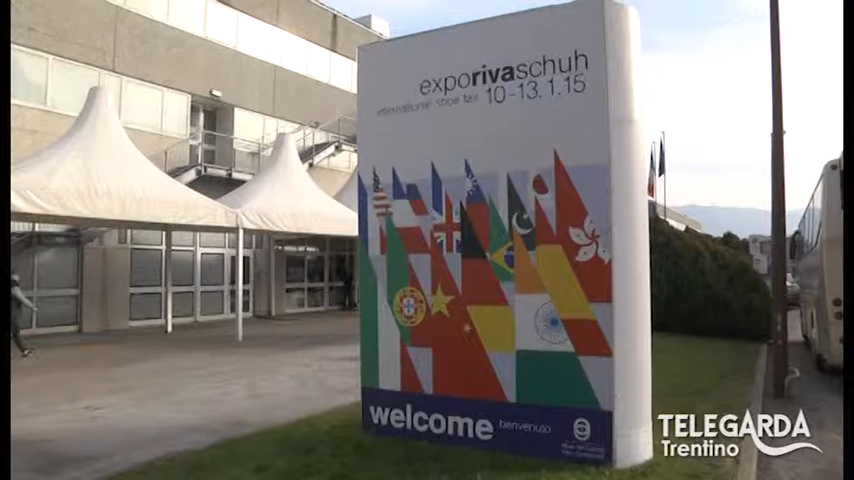 exporivaschuh
international shoe fair 10-13.1.15
welcome benvenuto
TELEGARDA
Trentino